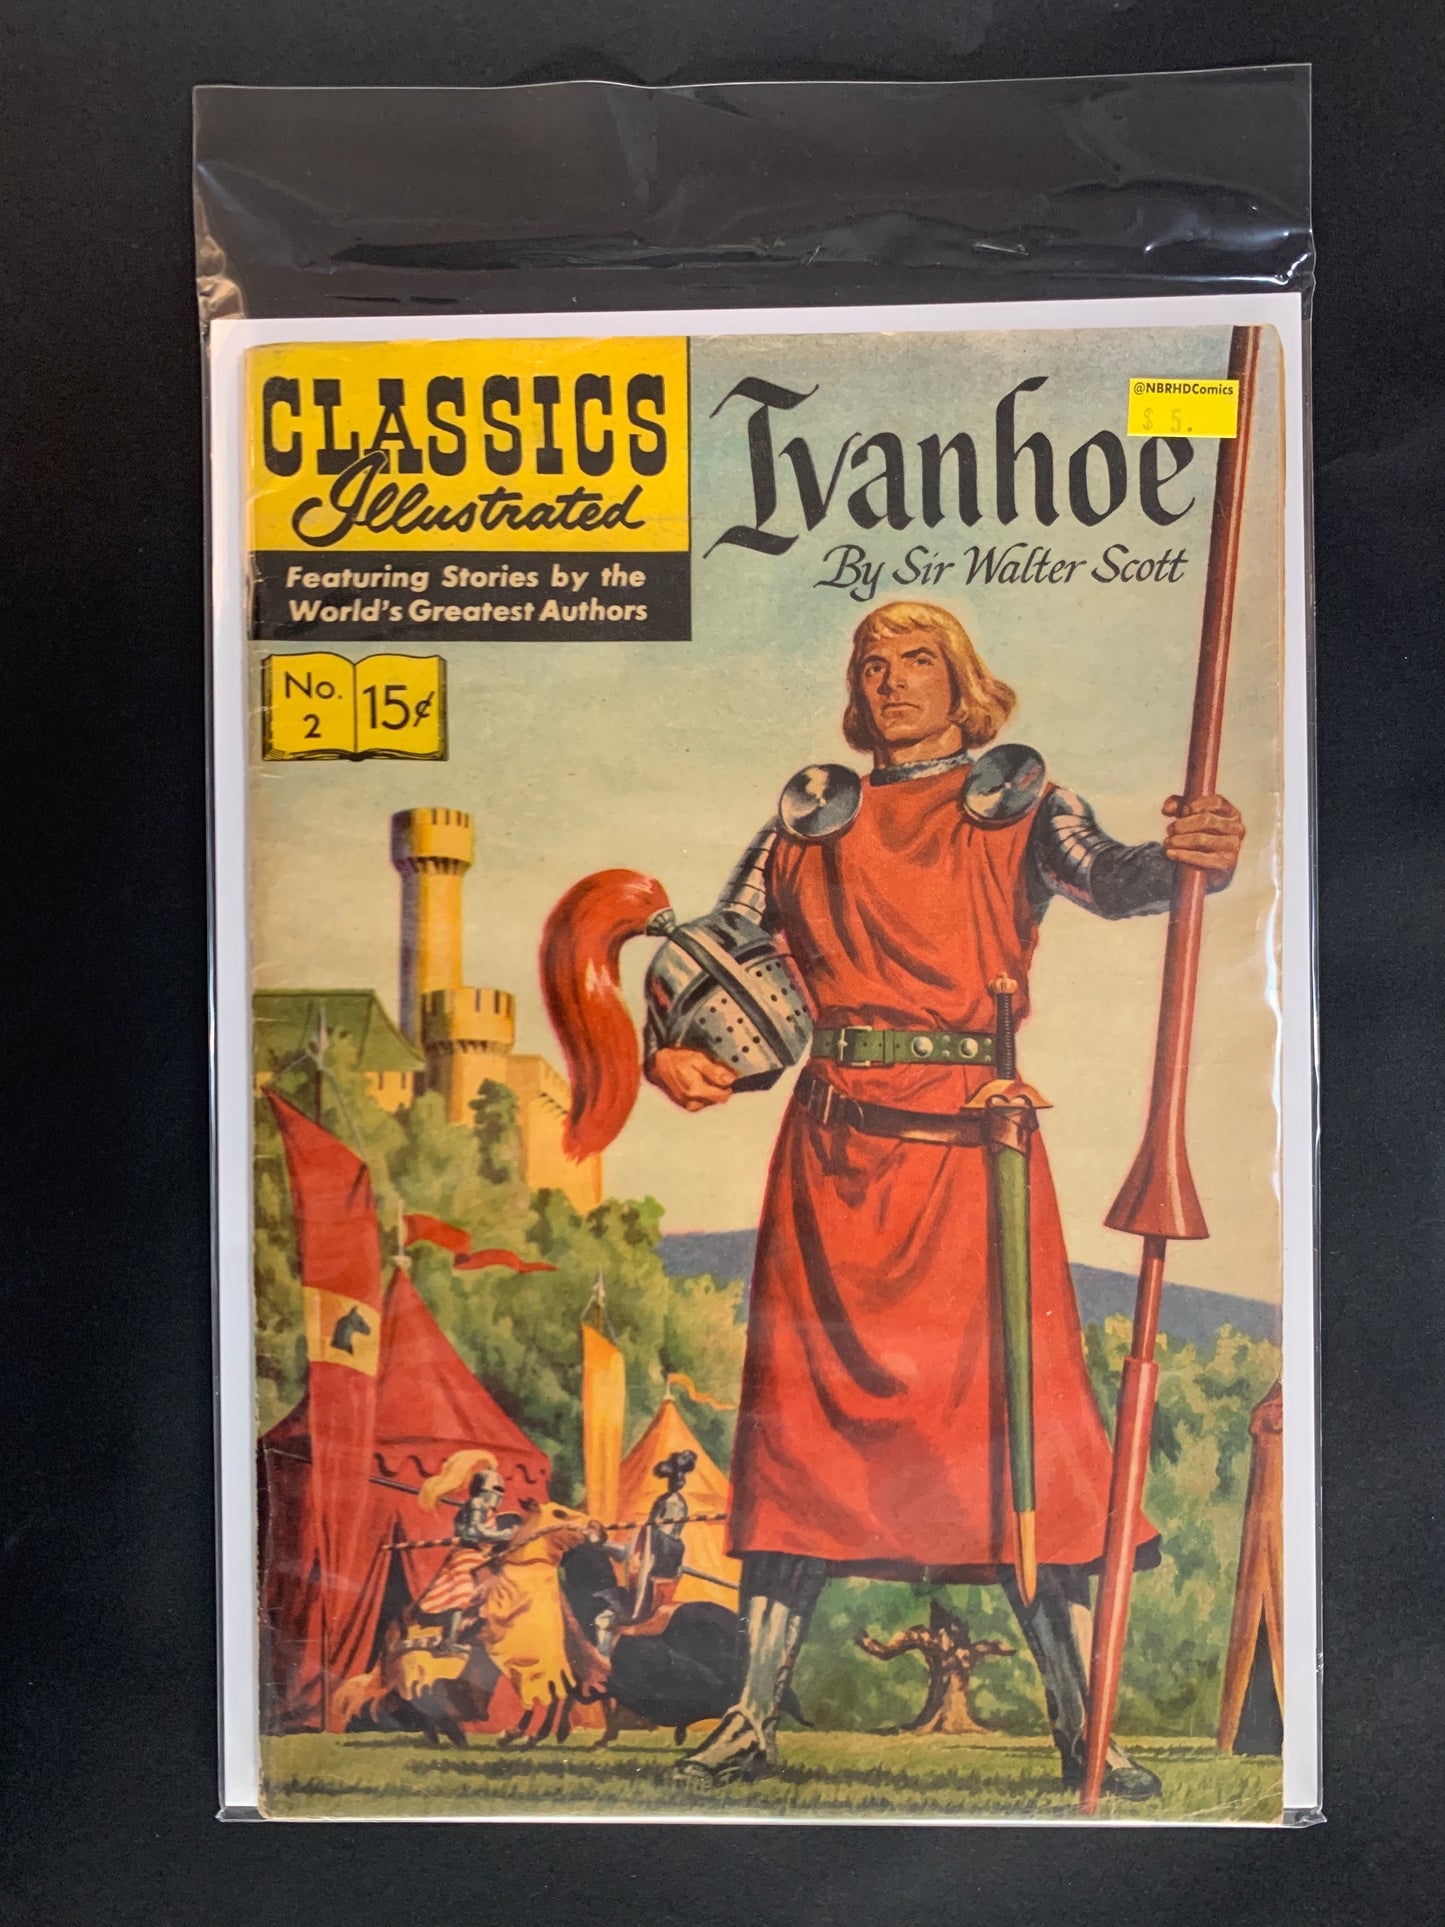 CLASSICS
Illustrated
Featuring Stories by the
World's Greatest Authors
No.
2
15¢
Ivanhoe
By Sir Walter Scott
@NBRHDComics
$ 5.